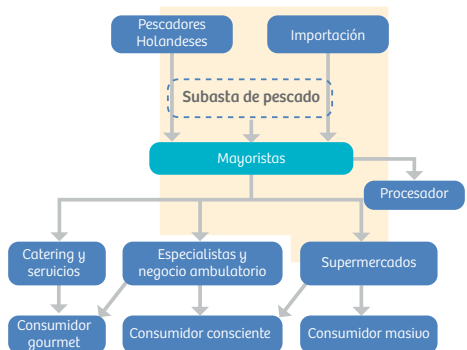 Pescadores
Holandeses
Importación
Subasta de pescado
Mayoristas
Procesador
Catering y
servicios
Especialistas y
negocio ambulatorio
Supermercados
Consumidor
gourmet
Consumidor consciente
Consumidor masivo